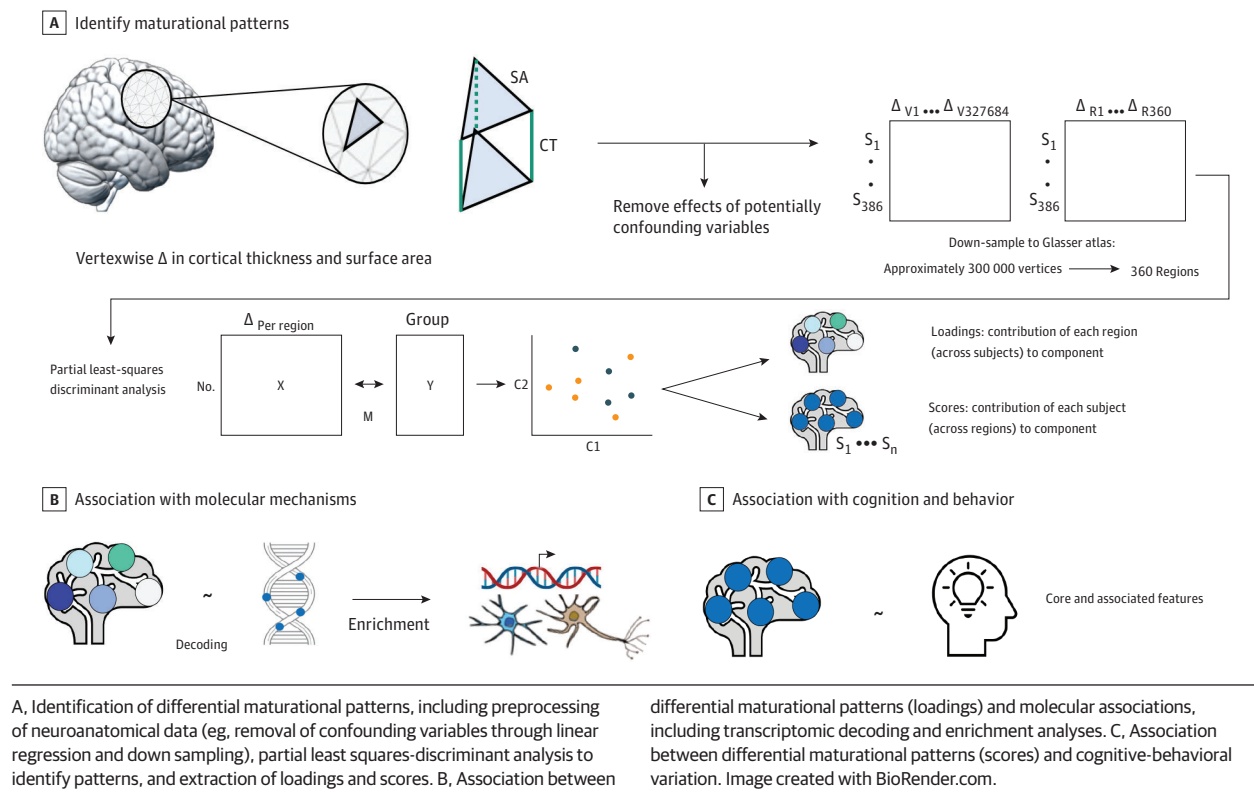 A Identify maturational patterns
SA
CT
Vertexwise Δ in cortical thickness and surface area
Remove effects of potentially
confounding variables
Δ V1 ••• Δ V327684
S1
•
•
S386
Δ R1 ••• Δ R360
S1
•
•
S386
Down-sample to Glasser atlas:
Approximately 300 000 vertices
360 Regions
Partial least-squares
discriminant analysis
Δ Per region
No.
X
M
Group
Y
C2
C1
Loadings: contribution of each region
(across subjects) to component
Scores: contribution of each subject
(across regions) to component
S1 ••• Sn
B Association with molecular mechanisms
~
Decoding
Enrichment
C Association with cognition and behavior
~
Core and associated features
A, Identification of differential maturational patterns, including preprocessing
of neuroanatomical data (eg, removal of confounding variables through linear
regression and down sampling), partial least squares-discriminant analysis to
identify patterns, and extraction of loadings and scores. B, Association between
differential maturational patterns (loadings) and molecular associations,
including transcriptomic decoding and enrichment analyses. C, Association
between differential maturational patterns (scores) and cognitive-behavioral
variation. Image created with BioRender.com.